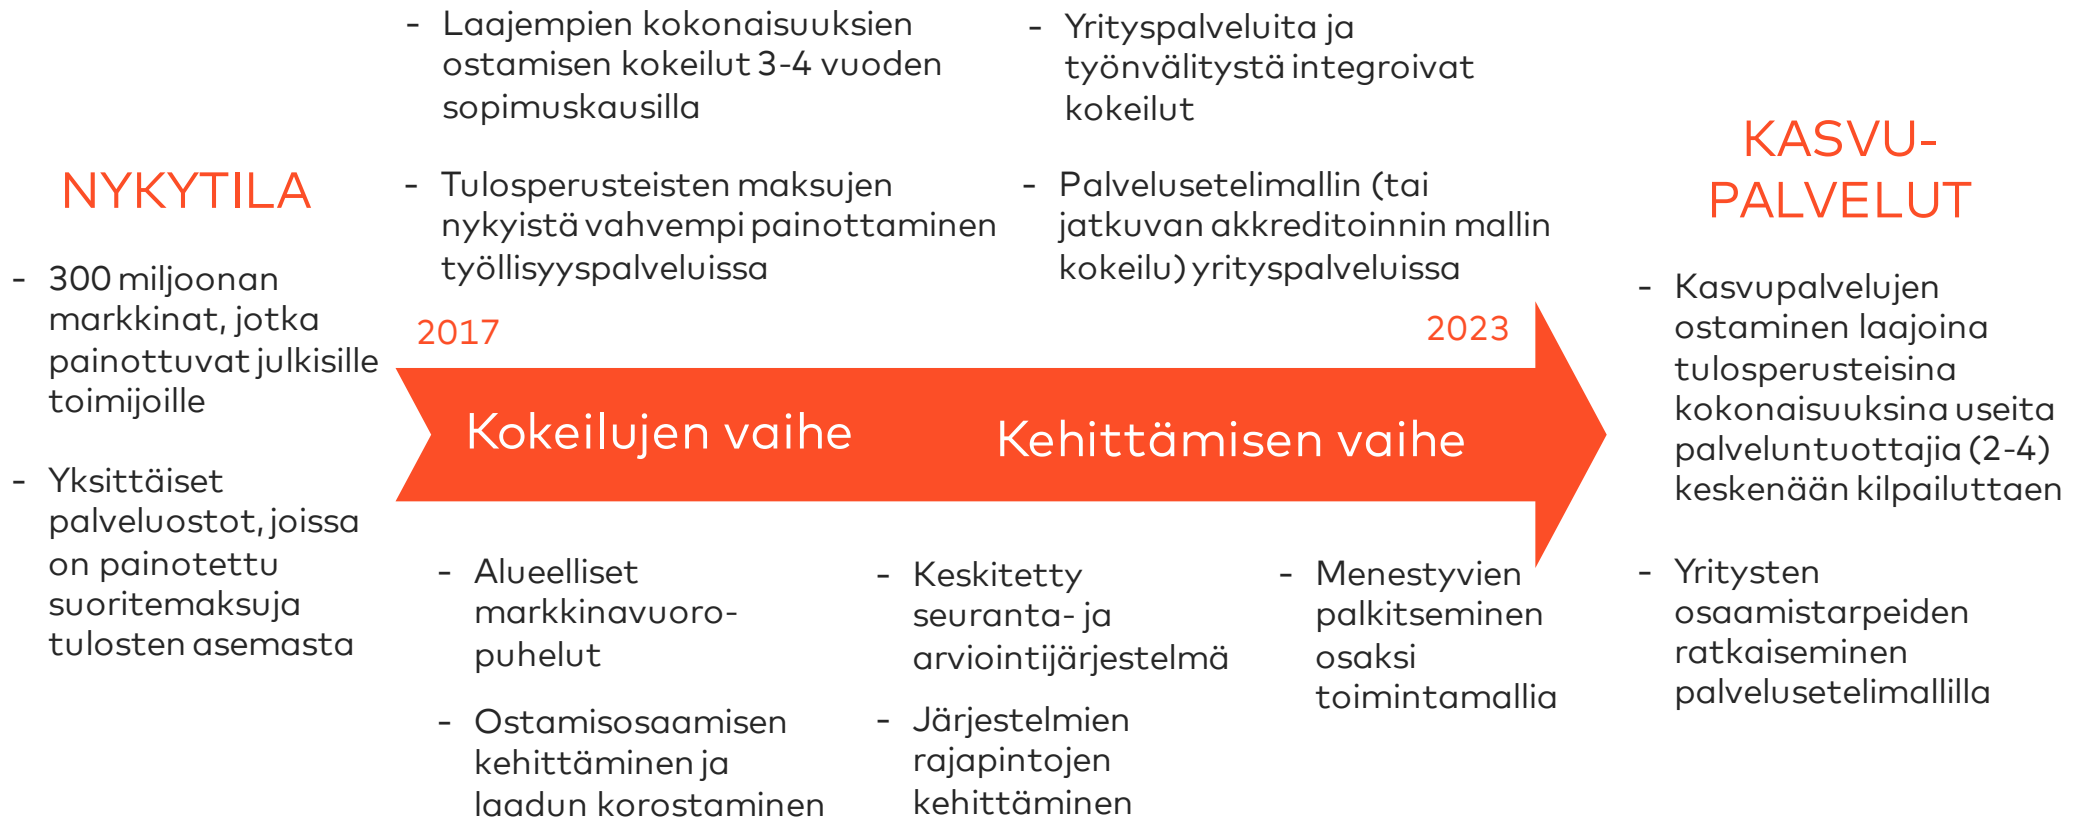 NYKYTILA
- 300 miljoonan
markkinat, jotka
painottuvat julkisille
toimijoille
- Yksittäiset
palveluostot, joissa
on painotettu
suoritemaksuja
tulosten asemasta
- Laajempien kokonaisuuksien
ostamisen kokeilut 3-4 vuoden
sopimuskausilla
- Tulosperusteisten maksujen
nykyistä vahvempi painottaminen
työllisyyspalveluissa
- Yrityspalveluita ja
työnvälitystä integroivat
kokeilut
- Palvelusetelimallin (tai
jatkuvan akkreditoinnin mallin
kokeilu) yrityspalveluissa
2017
2023
Kokeilujen vaihe
Kehittämisen vaihe
- Alueelliset
markkinavuoro-
puhelut
- Ostamisosaamisen
kehittäminen ja
laadun korostaminen
- Keskitetty
seuranta- ja
arviointijärjestelmä
- Järjestelmien
rajapintojen
kehittäminen
- Menestyvien
palkitseminen
osaksi
toimintamallia
KASVU-
PALVELUT
- Kasvupalvelujen
ostaminen laajoina
tulosperusteisina
kokonaisuuksina useita
palveluntuottajia (2-4)
keskenään kilpailuttaen
- Yritysten
osaamistarpeiden
ratkaiseminen
palvelusetelimallilla